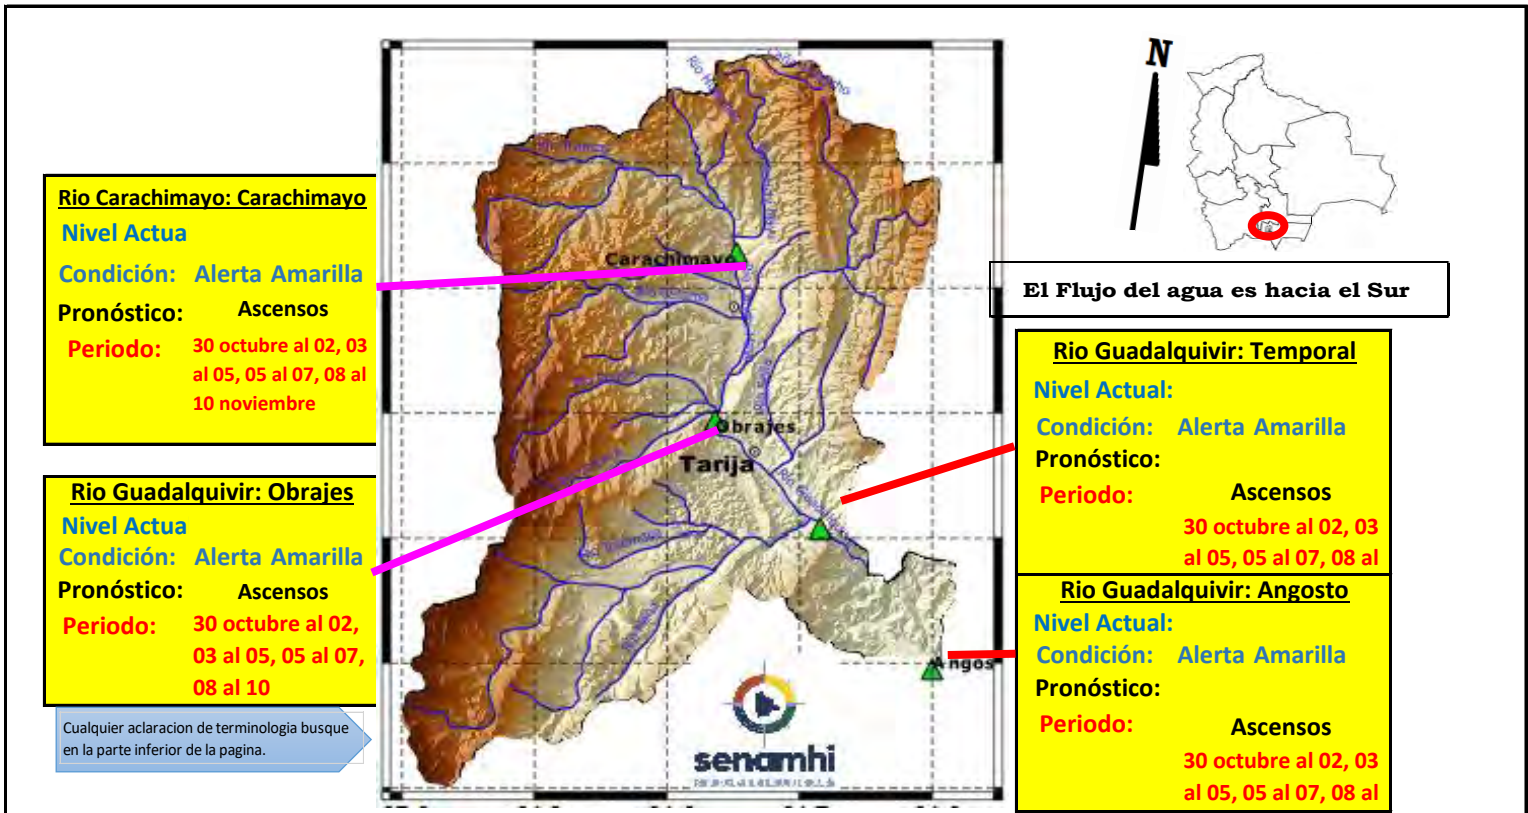 N
El Flujo del agua es hacia el Sur
Rio Carachimayo: Carachimayo
Nivel Actua
Condición: Alerta Amarilla
Pronóstico: Ascensos
Periodo: 30 octubre al 02, 03
al 05, 05 al 07, 08 al
10 noviembre
Rio Guadalquivir: Obrajes
Nivel Actua
Condición: Alerta Amarilla
Pronóstico: Ascensos
Periodo: 30 octubre al 02,
03 al 05, 05 al 07,
08 al 10
Cualquier aclaracion de terminologia busque
en la parte inferior de la pagina.
Carachimayo
Obrajes
Tarija
Angos
senamhi
Rio Guadalquivir: Temporal
Nivel Actual:
Condición: Alerta Amarilla
Pronóstico:
Periodo: Ascensos
30 octubre al 02, 03
al 05, 05 al 07, 08 al
Rio Guadalquivir: Angosto
Nivel Actual:
Condición: Alerta Amarilla
Pronóstico:
Periodo: Ascensos
30 octubre al 02, 03
al 05, 05 al 07, 08 al